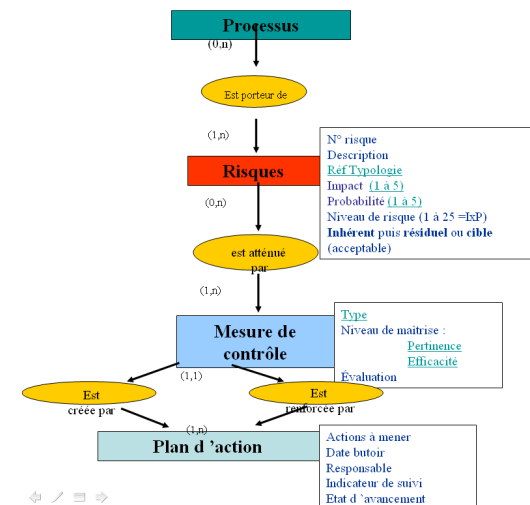 Processus
(0,n)
Est porteur de
(1,n)
Risques
N° risque
Description
Réf Typologie
Impact (1 à 5)
Probabilité (1 à 5)
Niveau de risque (1 à 25 =IxP)
Inhérent puis résiduel ou cible
(acceptable)
(0,n)
est atténué
par
(1,n)
Mesure de
contrôle
Type
Niveau de maîtrise :
Pertinence
Efficacité
Évaluation
(1,1)
Est
créée par
Est
renforcée par
(1,n)
Plan d ’action
Actions à mener
Date butoir
Responsable
Indicateur de suivi
Etat d ’avancement